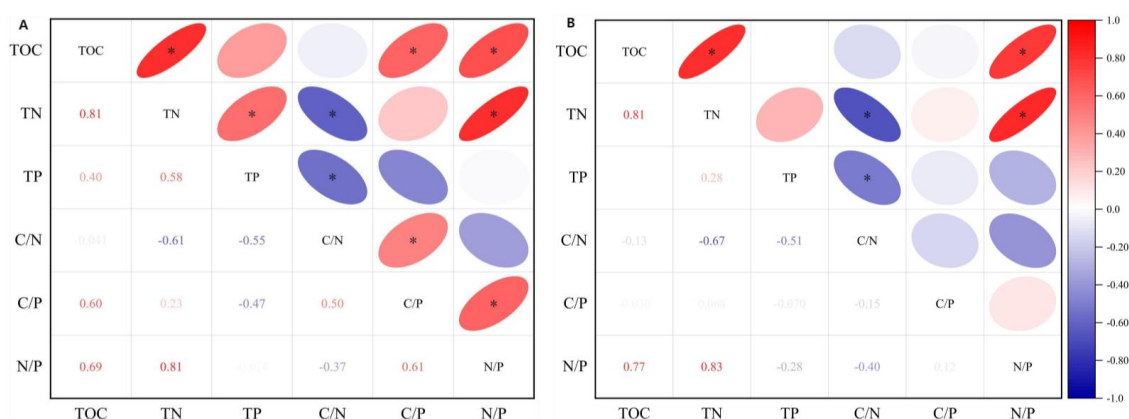 A
B
TOC TOC * * * TOC TOC * * 1.0
0.80
TN 0.81 TN * * * TN 0.81 TN * * 0.60
0.40
TP 0.40 0.58 TP * TP 0.28 TP * 0.20
0.0
C/N -0.61 -0.55 C/N * C/N -0.13 -0.67 -0.51 C/N -0.20
C/P 0.60 0.23 -0.47 0.50 C/P * C/P -0.070 -0.15 C/P -0.40
-0.60
N/P 0.69 0.81 -0.37 0.61 N/P N/P 0.77 0.83 -0.28 -0.40 0.12 N/P -0.80
-1.0
TOC TN TP C/N C/P N/P TOC TN TP C/N C/P N/P